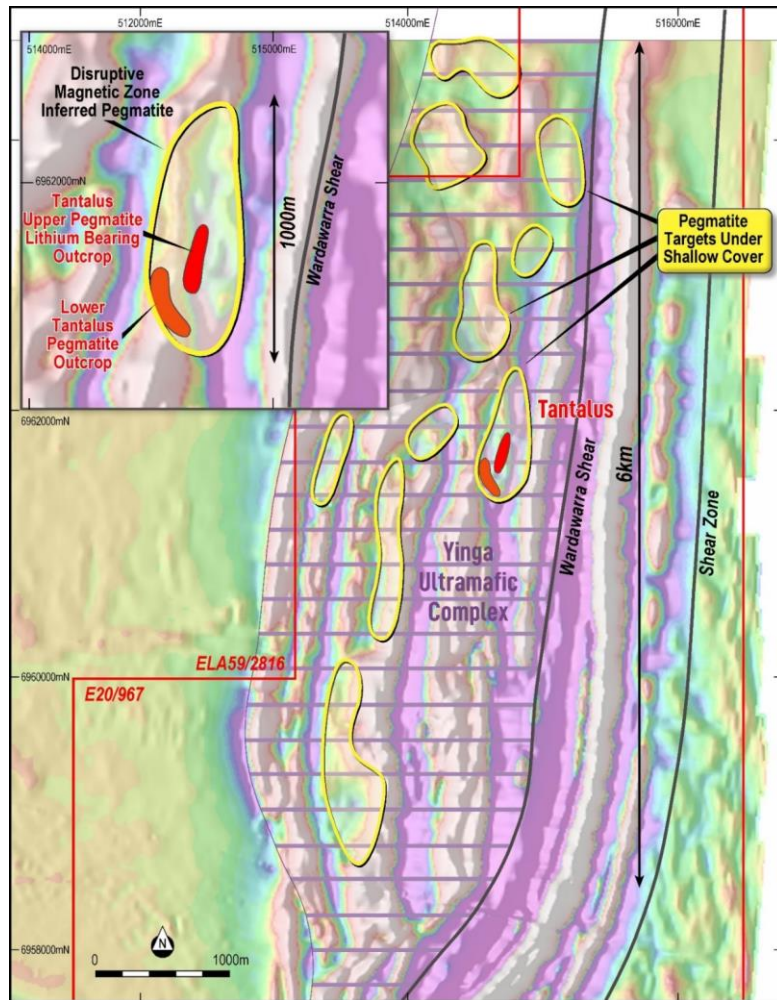 512000mE
514000mE
516000mE
514000mE
515000mE
Disruptive
Magnetic Zone
Inferred Pegmatite
6962000mN
Tantalus
Upper Pegmatite
Lithium Bearing
Outcrop
Lower
Tantalus
Pegmatite
Outcrop
1000m
Wardawarra Shear
Pegmatite
Targets Under
Shallow Cover
6962000mN
Tantalus
Wardawarra Shear
6km
Shear Zone
Yinga
Ultramafic
Complex
ELA59/2816
E20/967
6960000mN
6958000mN
N
0
1000m